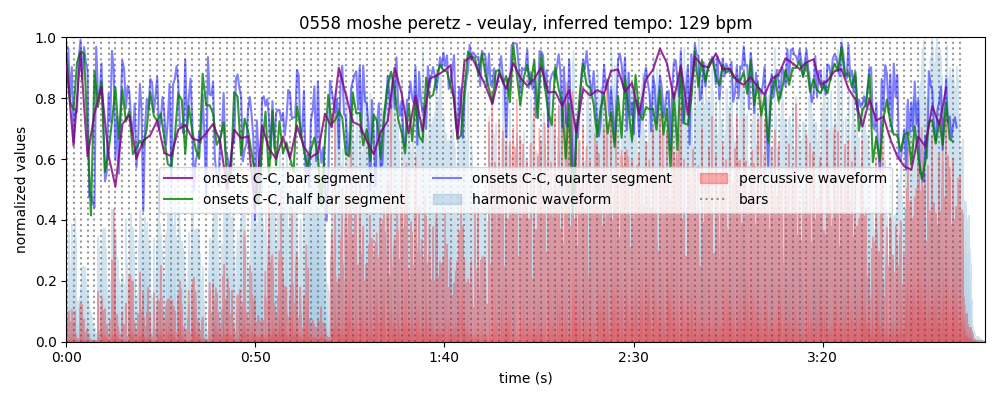 0558 moshe peretz - veulay, inferred tempo: 129 bpm
normalized values
1.0
0.8
0.6
0.4
0.2
0.0
onsets C-C, bar segment
onsets C-C, half bar segment
onsets C-C, quarter segment
harmonic waveform
percussive waveform
bars
0:00
0:50
1:40
2:30
3:20
time (s)